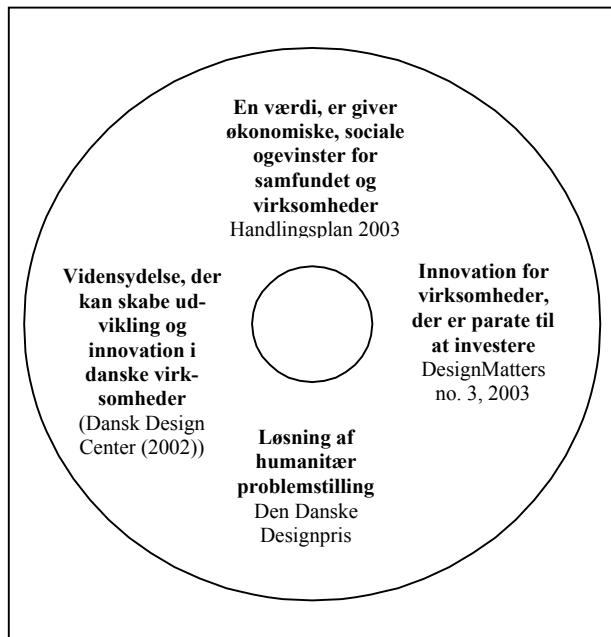 En værdi, er giver
økonomiske, sociale
ogevinster for
samfundet og
virksomheder
Handlingsplan 2003
Vidensydelse, der
kan skabe ud-
vikling og
innovation i
danske virk-
somheder
(Dansk Design
Center (2002))
Innovation for
virksomheder,
der er parate til
at investere
DesignMatters
no. 3, 2003
Løsning af
humanitær
problemstilling
Den Danske
Designpris